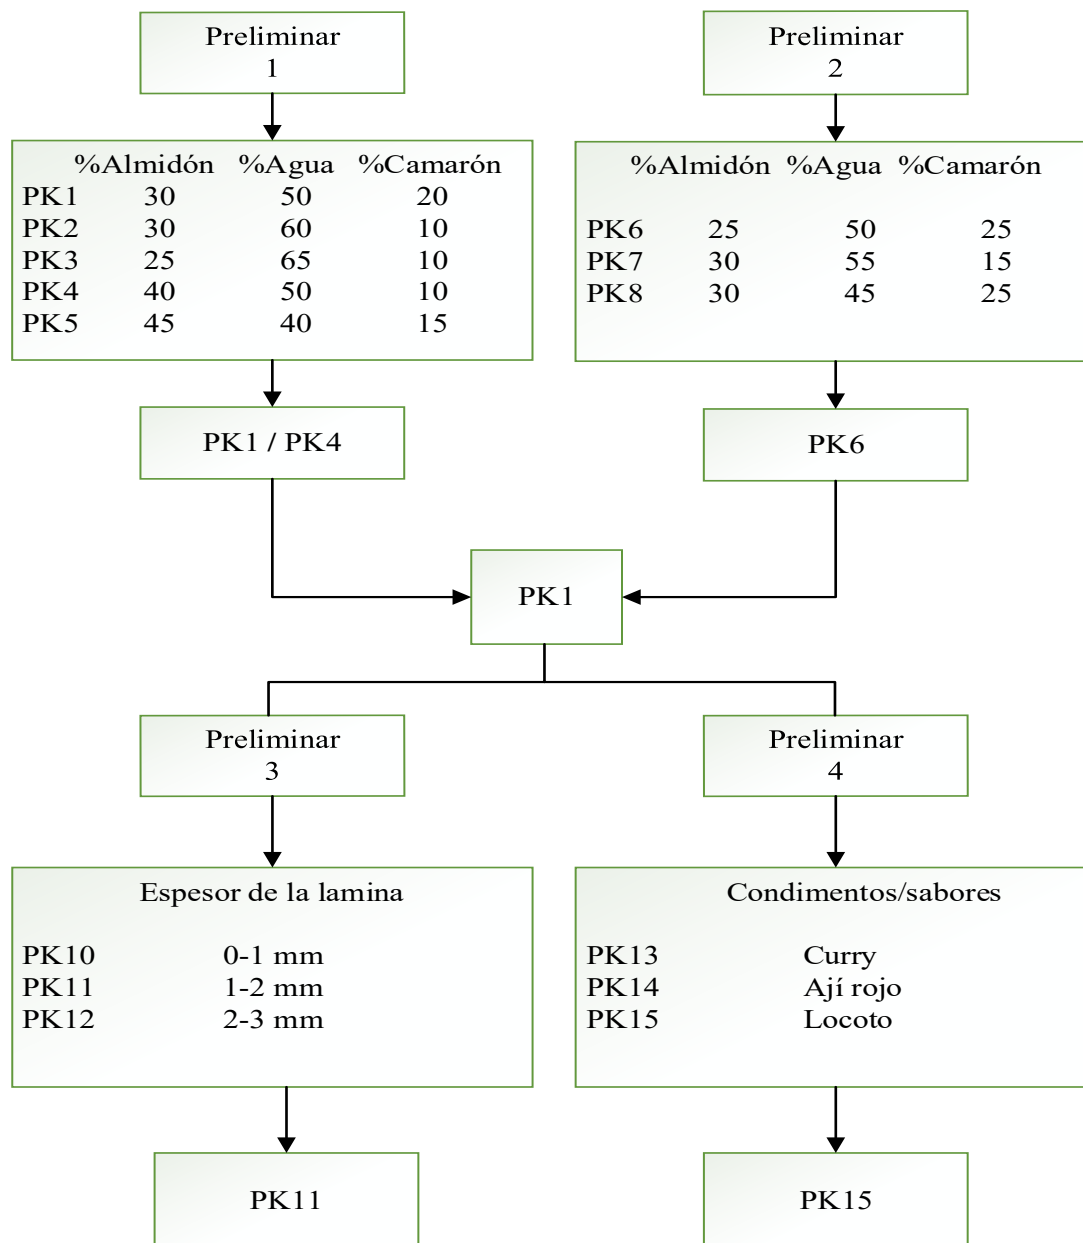 Preliminar
1
Preliminar
2
%Almidón %Agua %Camarón
PK1 30 50 20
PK2 30 60 10
PK3 25 65 10
PK4 40 50 10
PK5 45 40 15
%Almidón %Agua %Camarón
PK6 25 50 25
PK7 30 55 15
PK8 30 45 25
PK1 / PK4
PK6
PK1
Preliminar
3
Preliminar
4
Espesor de la lamina
PK10 0-1 mm
PK11 1-2 mm
PK12 2-3 mm
Condimentos/sabores
PK13 Curry
PK14 Ají rojo
PK15 Locoto
PK11
PK15